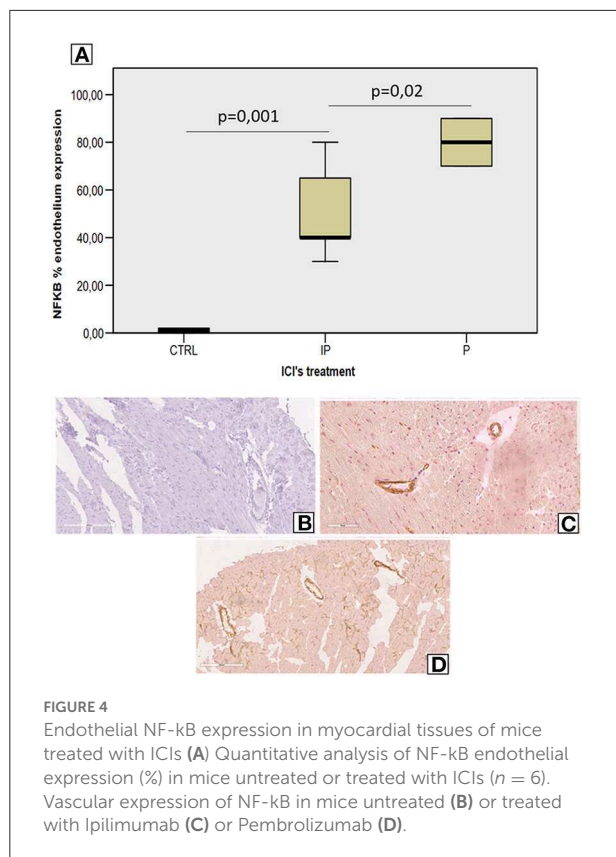 A
p=0,001
p=0,02
NFKB % endothelium expression
100,00
80,00
60,00
40,00
20,00
0,00
CTRL
IP
P
ICI's treatment
B
C
D
FIGURE 4
Endothelial NF-kB expression in myocardial tissues of mice
treated with ICIs (A) Quantitative analysis of NF-kB endothelial
expression (%) in mice untreated or treated with ICIs (n = 6).
Vascular expression of NF-kB in mice untreated (B) or treated
with Ipilimumab (C) or Pembrolizumab (D).